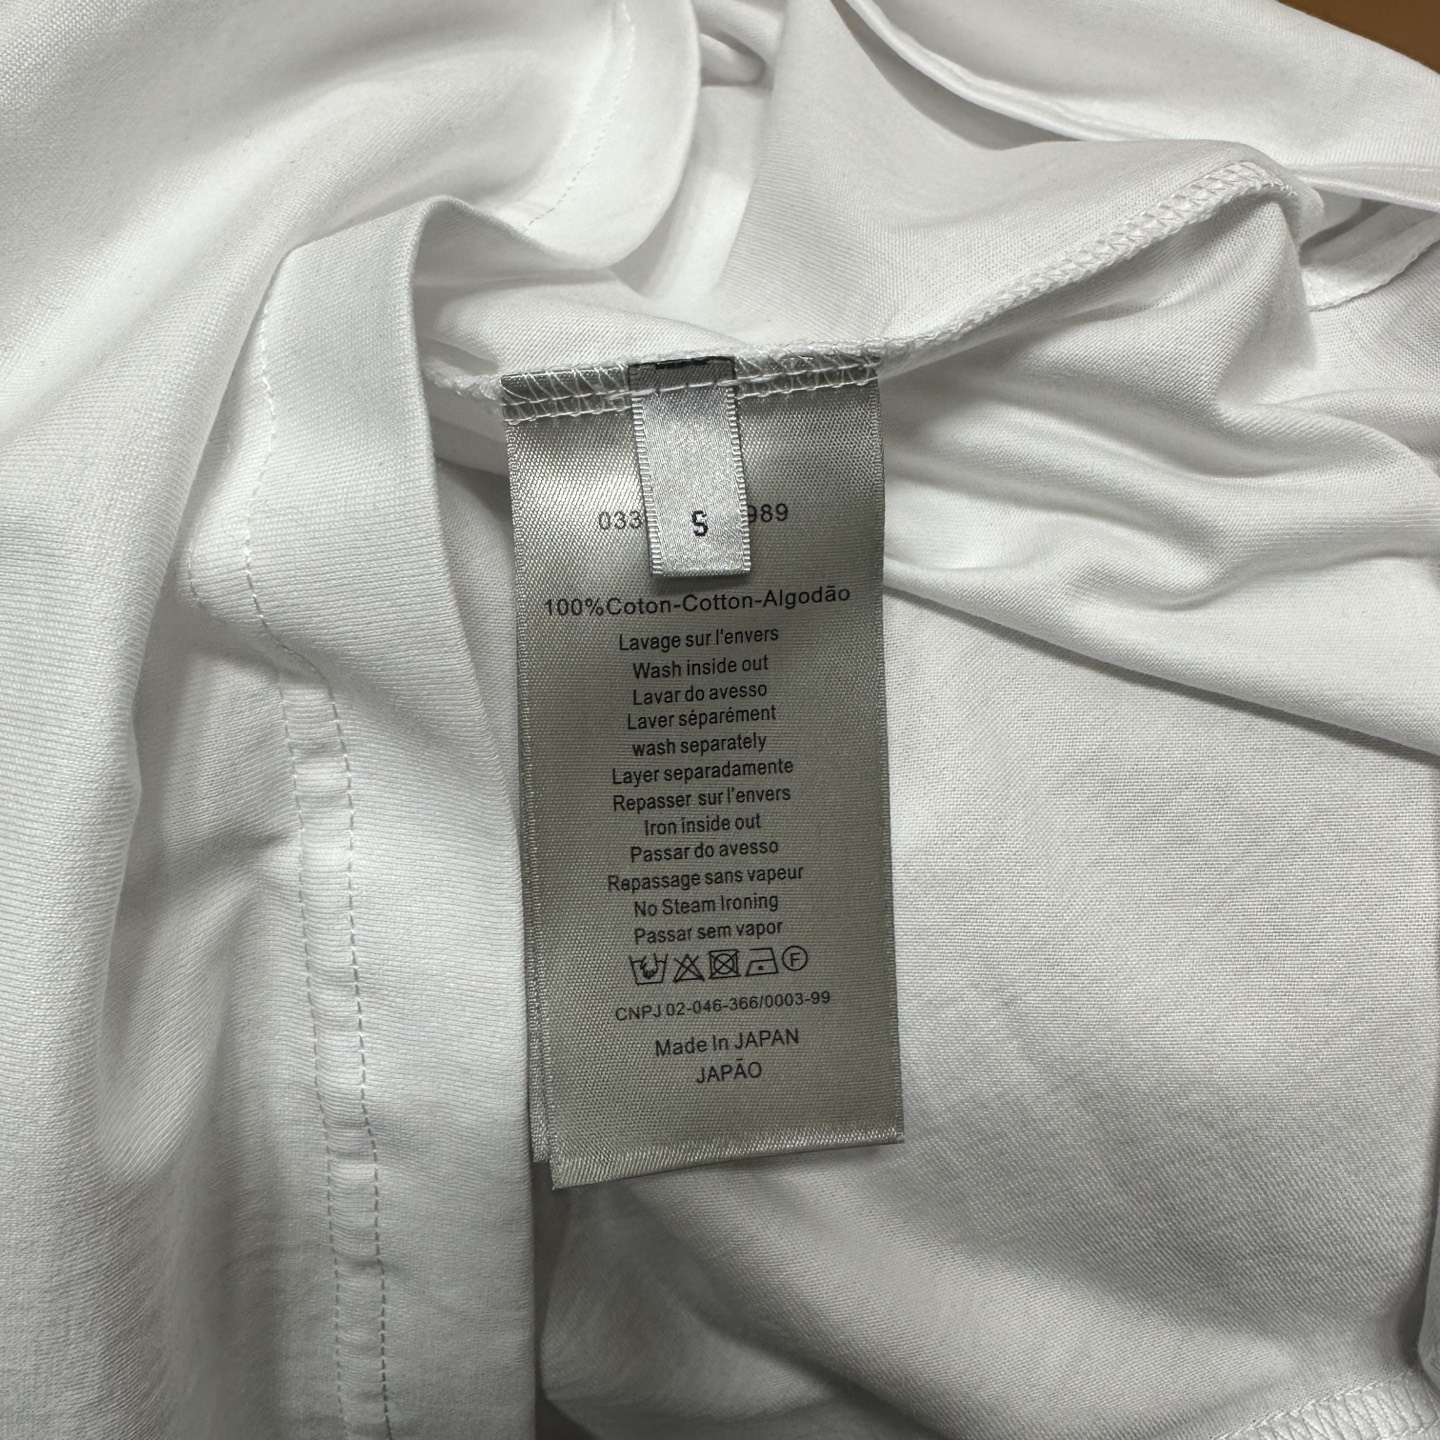 033 S 989
100%Coton-Cotton-Algodão
Lavage sur l'envers
Wash inside out
Lavar do avesso
Laver séparément
wash separately
Layer separadamente
Repasser sur l'envers
Iron inside out
Passar do avesso
Repassage sans vapeur
No Steam Ironing
Passar sem vapor
F
CNPJ 02-046-366/0003-99
Made In JAPAN
JAPÃO